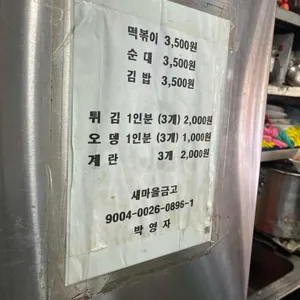 떡볶이 3,500원
순 대 3,500원
김 밥 3,500원
튀 김 1인분 (3개) 2,000원
오 뎅 1인분 (3개) 1,000원
계 란 3개 2,000원
새마을금고
9004-0026-0896-1
박 영 자